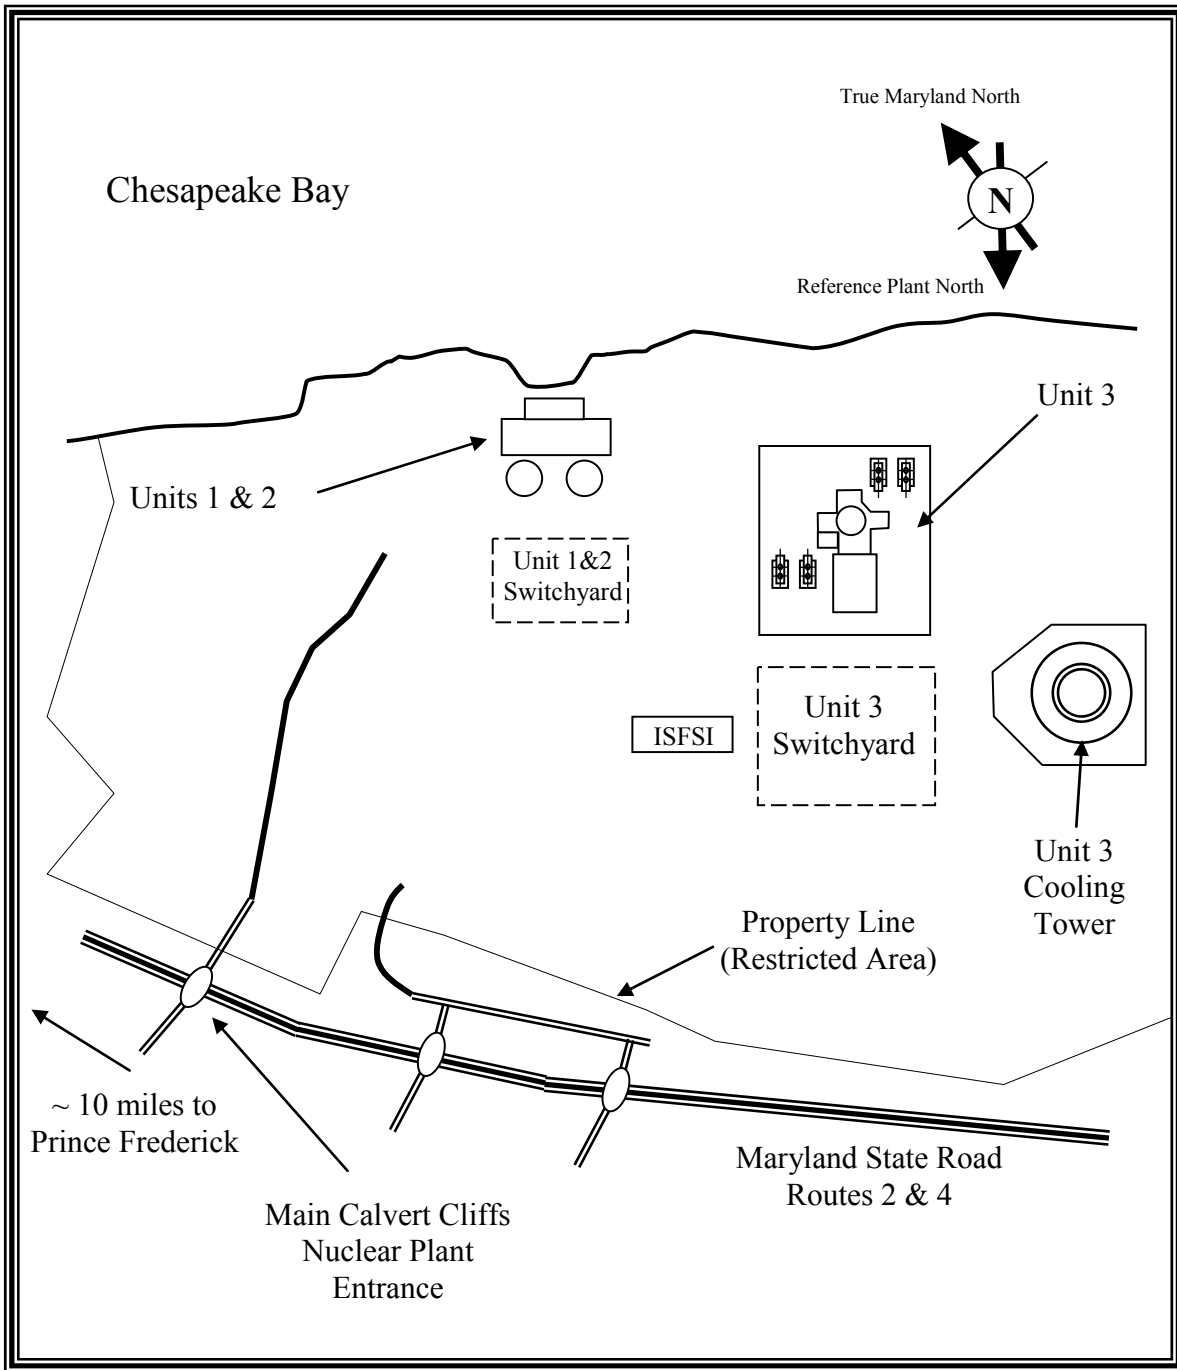 True Maryland North
Chesapeake Bay
N
Reference Plant North
Unit 3
Units 1 & 2
Unit 1&2
Switchyard
Unit 3
Switchyard
ISFSI
Unit 3
Cooling
Tower
Property Line
(Restricted Area)
~ 10 miles to
Prince Frederick
Maryland State Road
Routes 2 & 4
Main Calvert Cliffs
Nuclear Plant
Entrance